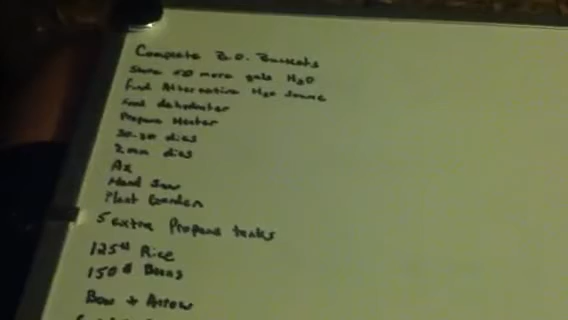 Complete B.O. Buckets
Store 50 more gals H2O
Find Alternative H2O Source
Food dehydrator
Propane Heater
30-30 dies
dies
Ax
Hand Saw
Plant Garden
5 extra Propane tanks
125# Rice
150# Beans
Bow + Arrow